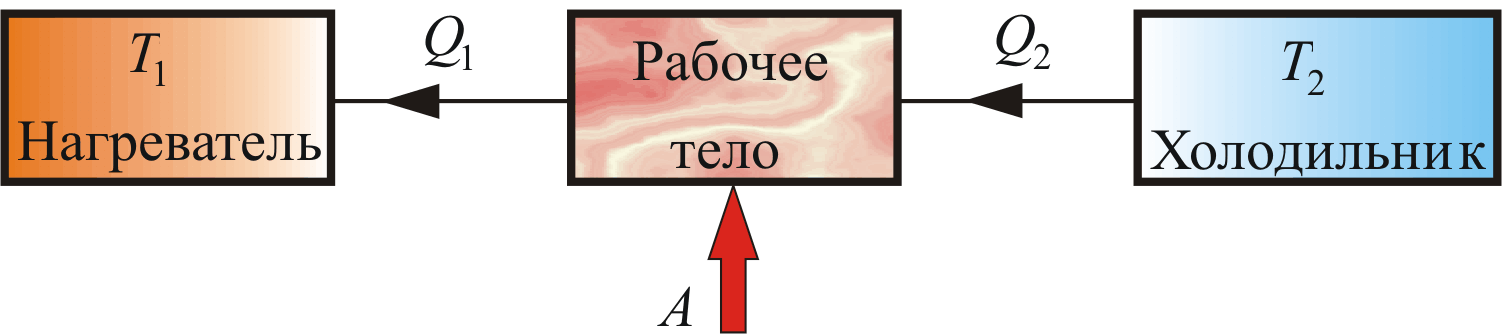 T₁
Нагреватель
Q₁
Рабочее
тело
Q₂
T₂
Холодильник
A